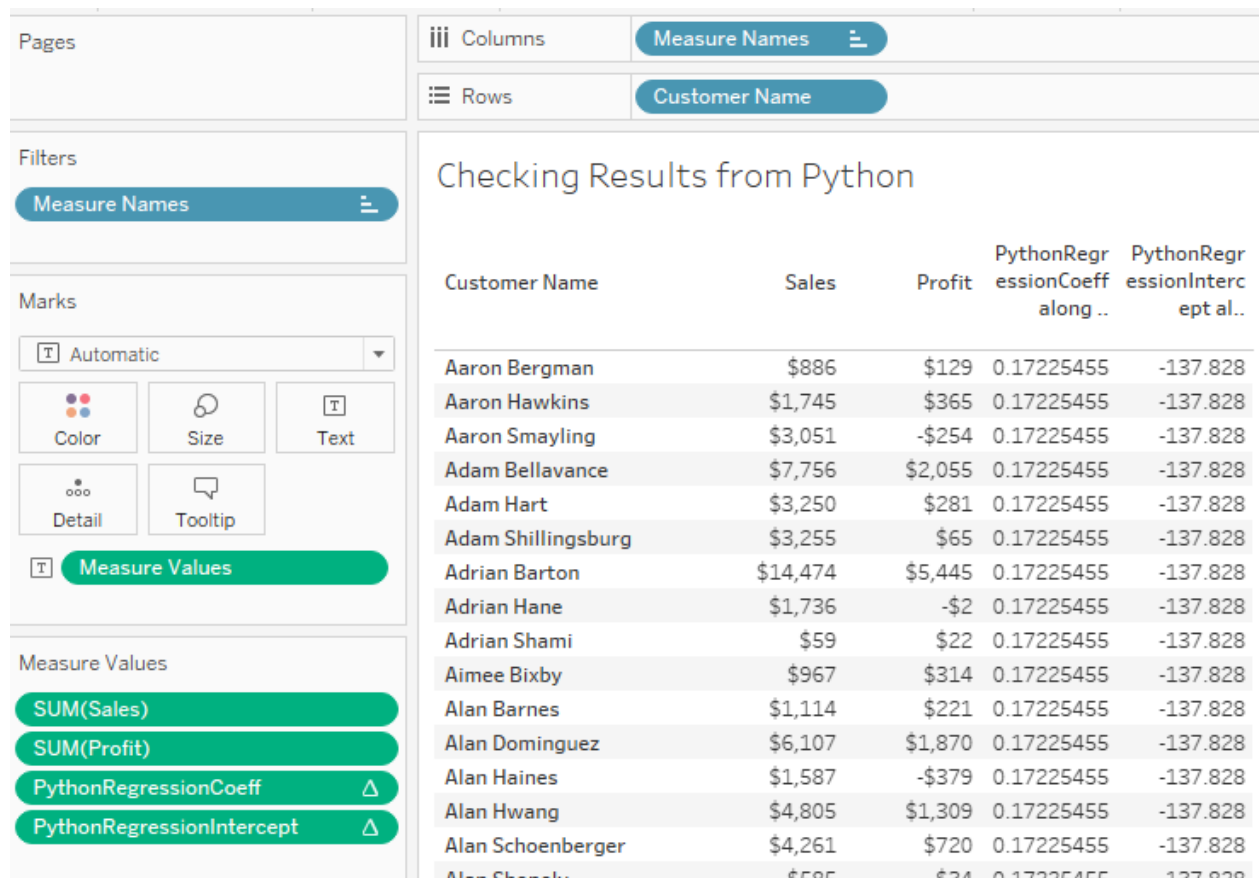 Pages
Columns Measure Names
Rows Customer Name
Filters
Measure Names
Marks
T Automatic
Color Size T Text
Detail Tooltip
T Measure Values
Measure Values
SUM(Sales)
SUM(Profit)
PythonRegressionCoeff Δ
PythonRegressionIntercept Δ
Checking Results from Python
PythonRegr PythonRegr
Customer Name Sales Profit essionCoeff essionInterc
along .. ept al..
Aaron Bergman $886 $129 0.17225455 -137.828
Aaron Hawkins $1,745 $365 0.17225455 -137.828
Aaron Smayling $3,051 -$254 0.17225455 -137.828
Adam Bellavance $7,756 $2,055 0.17225455 -137.828
Adam Hart $3,250 $281 0.17225455 -137.828
Adam Shillingsburg $3,255 $65 0.17225455 -137.828
Adrian Barton $14,474 $5,445 0.17225455 -137.828
Adrian Hane $1,736 -$2 0.17225455 -137.828
Adrian Shami $59 $22 0.17225455 -137.828
Aimee Bixby $967 $314 0.17225455 -137.828
Alan Barnes $1,114 $221 0.17225455 -137.828
Alan Dominguez $6,107 $1,870 0.17225455 -137.828
Alan Haines $1,587 -$379 0.17225455 -137.828
Alan Hwang $4,805 $1,309 0.17225455 -137.828
Alan Schoenberger $4,261 $720 0.17225455 -137.828